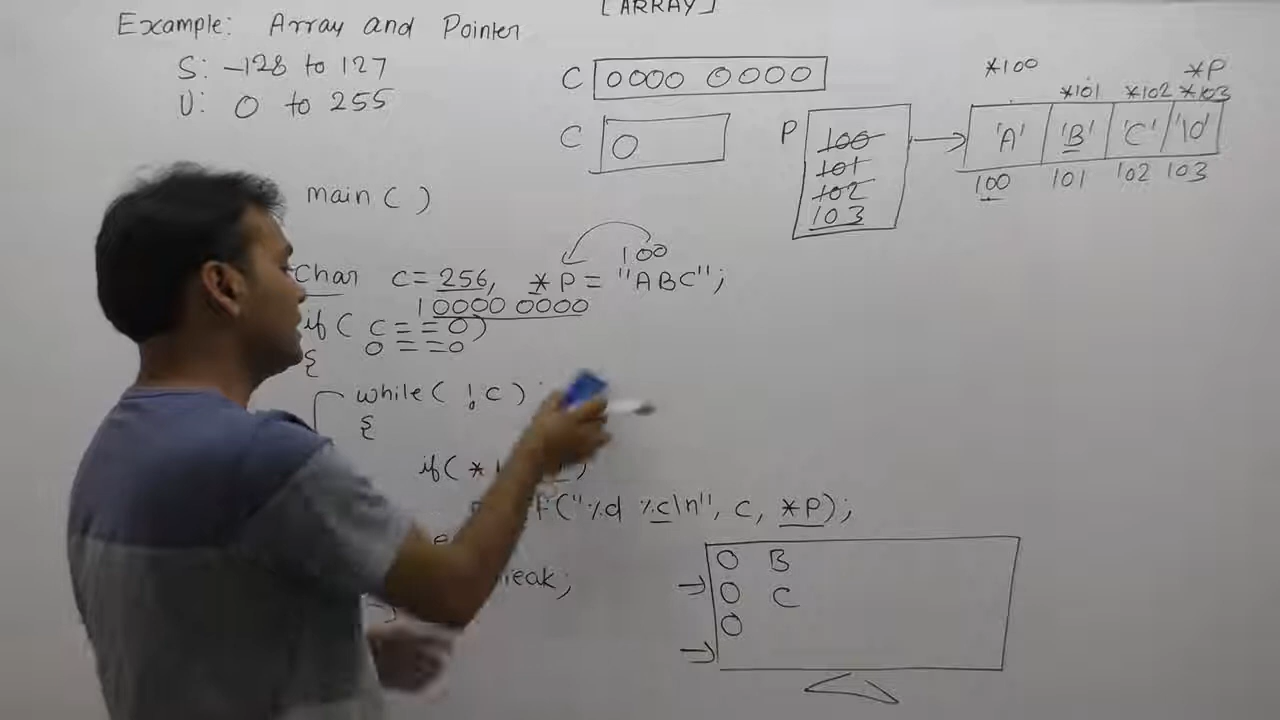 [ARRAY]
Example: Array and Pointer
S: -128 to 127
U: 0 to 255
C 0000 0000
C 0
P
100
101
102
103
*100 *101 *102 *P *103
'A' 'B' 'C' '\0'
100 101 102 103
main ( )
100
Char c = 256, *P = "ABC";
1 0000 0000
if ( c == 0)
0 == 0
{
while ( !c )
{
if ( *
"%d %c\n", c, *P);
break;
0 B
0 C
0